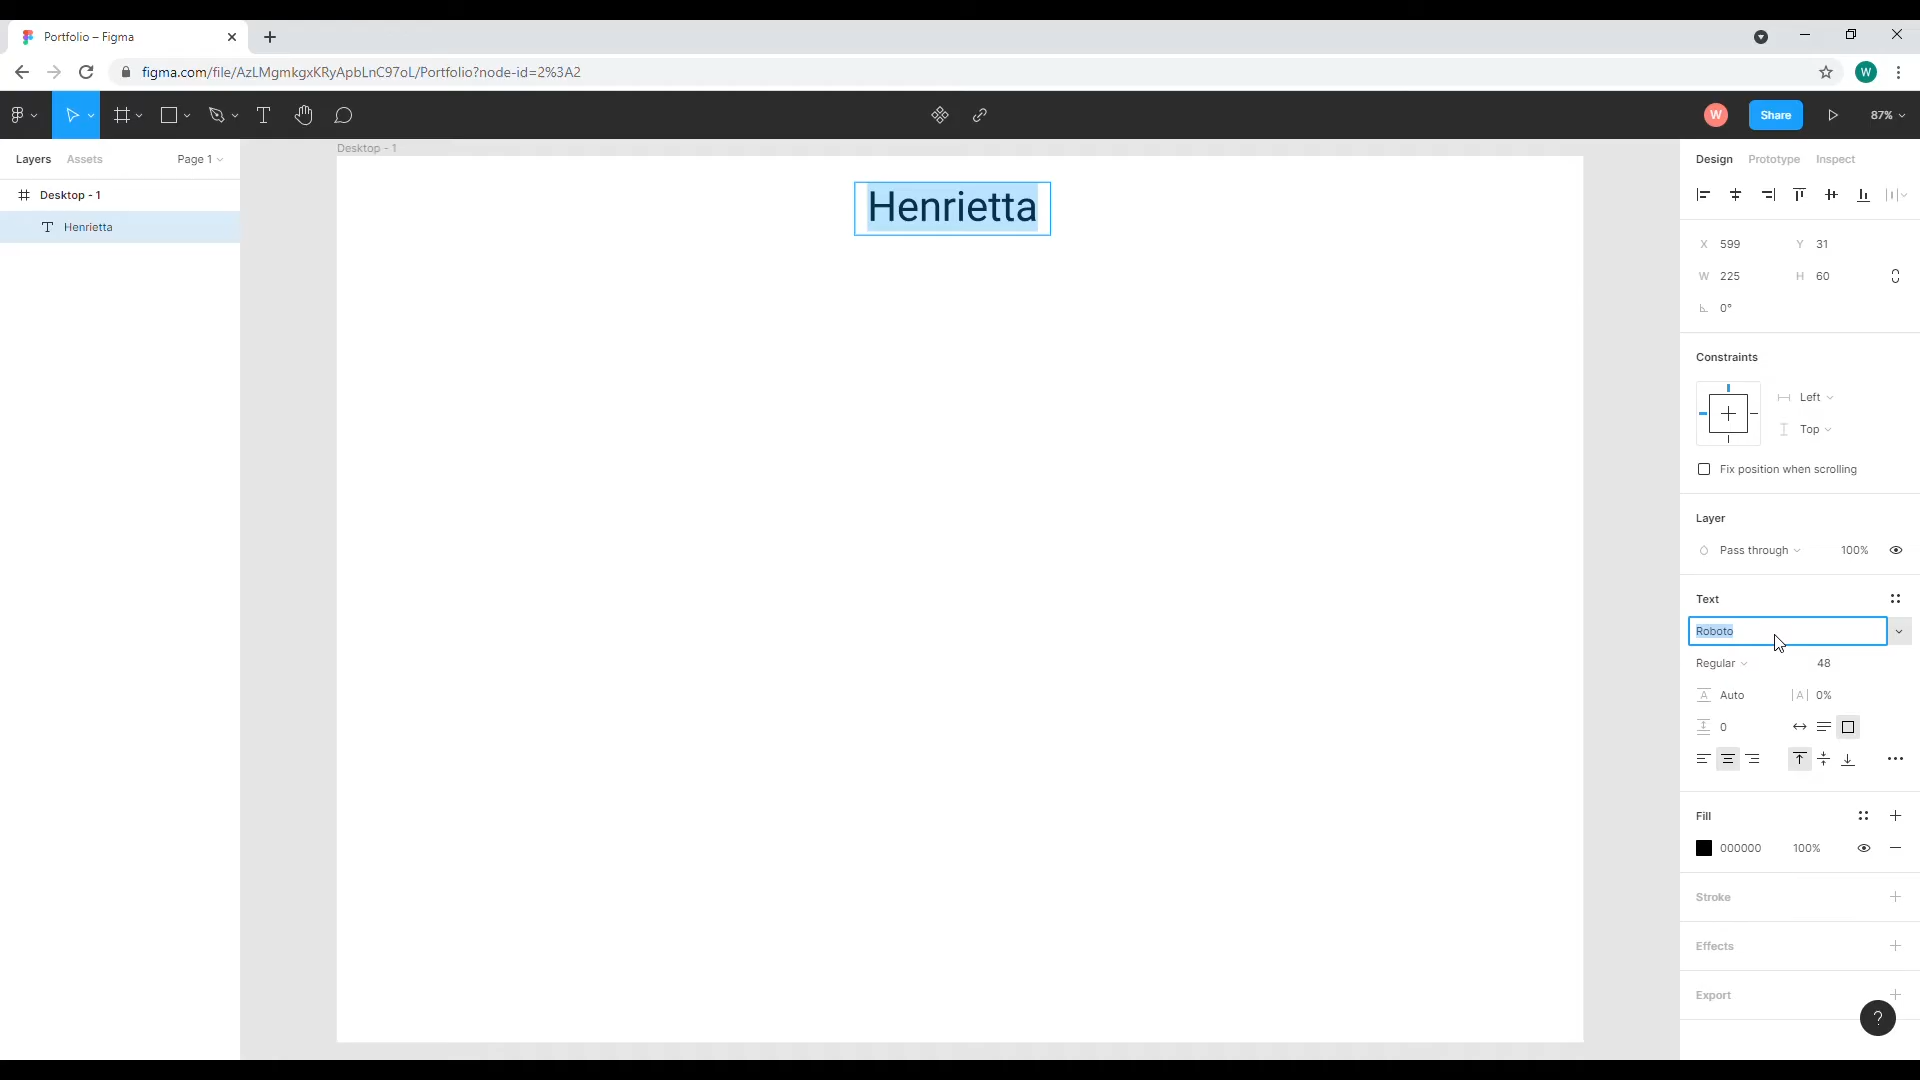 Portfolio – Figma
figma.com/file/AzLMgmkgxKRyApbLnC97oL/Portfolio?node-id=2%3A2
W
W
Share
87%
Layers
Assets
Page 1
Desktop - 1
Henrietta
Desktop - 1
Henrietta
Design
Prototype
Inspect
X 599
Y 31
W 225
H 60
0°
Constraints
Left
Top
Fix position when scrolling
Layer
Pass through
100%
Text
Roboto
Regular
48
A Auto
|A| 0%
0
Fill
000000
100%
Stroke
Effects
Export
?